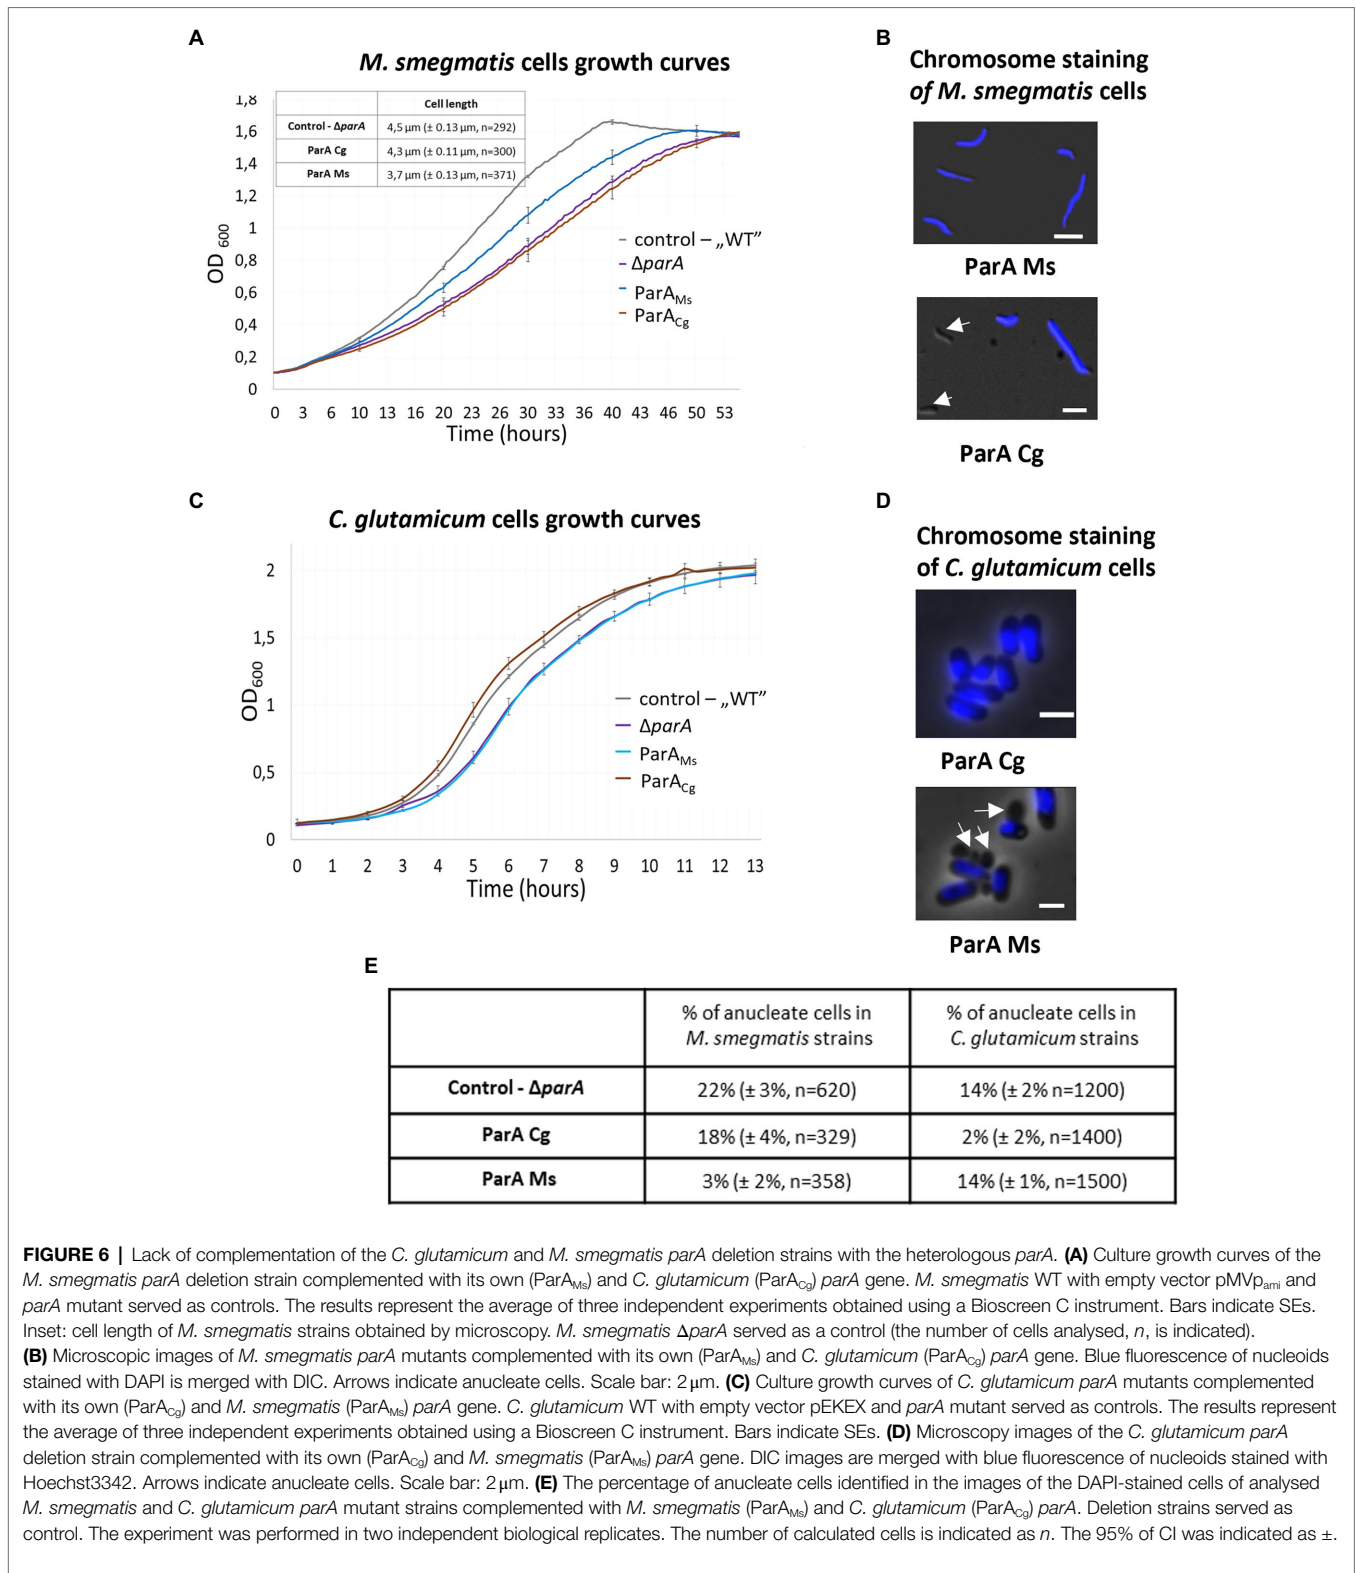 A
M. smegmatis cells growth curves
1,8
1,6
1,4
1,2
1
0,8
0,6
0,4
0,2
0
OD 600
Cell length
Control - ΔparA 4,5 µm (± 0.13 µm, n=292)
ParA Cg 4,3 µm (± 0.11 µm, n=300)
ParA Ms 3,7 µm (± 0.13 µm, n=371)
control – „WT”
ΔparA
ParAMs
ParACg
0 3 6 10 13 16 20 23 26 30 33 36 40 43 46 50 53
Time (hours)
B
Chromosome staining
of M. smegmatis cells
ParA Ms
ParA Cg
C
C. glutamicum cells growth curves
2
1,5
1
0,5
0
OD600
control – „WT”
ΔparA
ParAMs
ParACg
0 1 2 3 4 5 6 7 8 9 10 11 12 13
Time (hours)
D
Chromosome staining
of C. glutamicum cells
ParA Cg
ParA Ms
E
% of anucleate cells in M. smegmatis strains % of anucleate cells in C. glutamicum strains
Control - ΔparA 22% (± 3%, n=620) 14% (± 2% n=1200)
ParA Cg 18% (± 4%, n=329) 2% (± 2%, n=1400)
ParA Ms 3% (± 2%, n=358) 14% (± 1%, n=1500)
FIGURE 6 | Lack of complementation of the C. glutamicum and M. smegmatis parA deletion strains with the heterologous parA. (A) Culture growth curves of the
M. smegmatis parA deletion strain complemented with its own (ParAMs) and C. glutamicum (ParACg) parA gene. M. smegmatis WT with empty vector pMVpami and
parA mutant served as controls. The results represent the average of three independent experiments obtained using a Bioscreen C instrument. Bars indicate SEs.
Inset: cell length of M. smegmatis strains obtained by microscopy. M. smegmatis ΔparA served as a control (the number of cells analysed, n, is indicated).
(B) Microscopic images of M. smegmatis parA mutants complemented with its own (ParAMs) and C. glutamicum (ParACg) parA gene. Blue fluorescence of nucleoids
stained with DAPI is merged with DIC. Arrows indicate anucleate cells. Scale bar: 2 µm. (C) Culture growth curves of C. glutamicum parA mutants complemented
with its own (ParACg) and M. smegmatis (ParAMs) parA gene. C. glutamicum WT with empty vector pEKEX and parA mutant served as controls. The results represent
the average of three independent experiments obtained using a Bioscreen C instrument. Bars indicate SEs. (D) Microscopy images of the C. glutamicum parA
deletion strain complemented with its own (ParACg) and M. smegmatis (ParAMs) parA gene. DIC images are merged with blue fluorescence of nucleoids stained with
Hoechst3342. Arrows indicate anucleate cells. Scale bar: 2 µm. (E) The percentage of anucleate cells identified in the images of the DAPI-stained cells of analysed
M. smegmatis and C. glutamicum parA mutant strains complemented with M. smegmatis (ParAMs) and C. glutamicum (ParACg) parA. Deletion strains served as
control. The experiment was performed in two independent biological replicates. The number of calculated cells is indicated as n. The 95% of CI was indicated as ±.